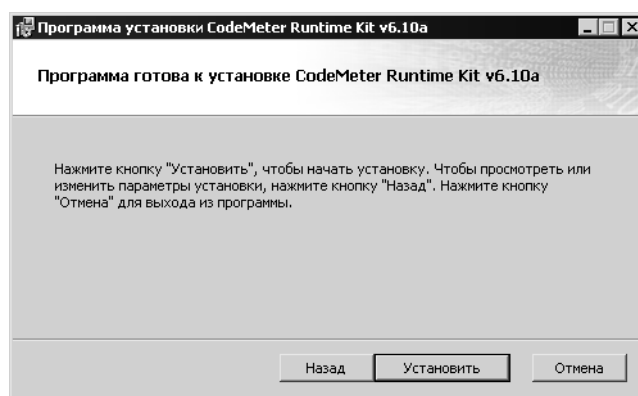 Программа установки CodeMeter Runtime Kit v6.10a
Программа готова к установке CodeMeter Runtime Kit v6.10a
Нажмите кнопку "Установить", чтобы начать установку. Чтобы просмотреть или
изменить параметры установки, нажмите кнопку "Назад". Нажмите кнопку
"Отмена" для выхода из программы.
Назад Установить Отмена